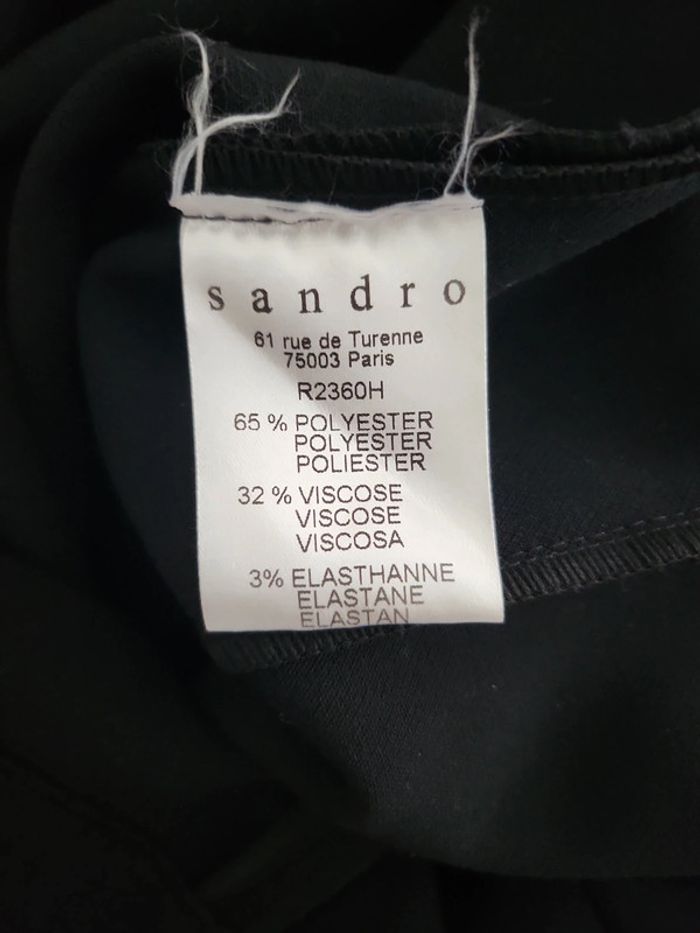 sandro
61 rue de Turenne
75003 Paris
R2360H
65 % POLYESTER
POLYESTER
POLIESTER
32 % VISCOSE
VISCOSE
VISCOSA
3% ELASTHANNE
ELASTANE
ELASTAN